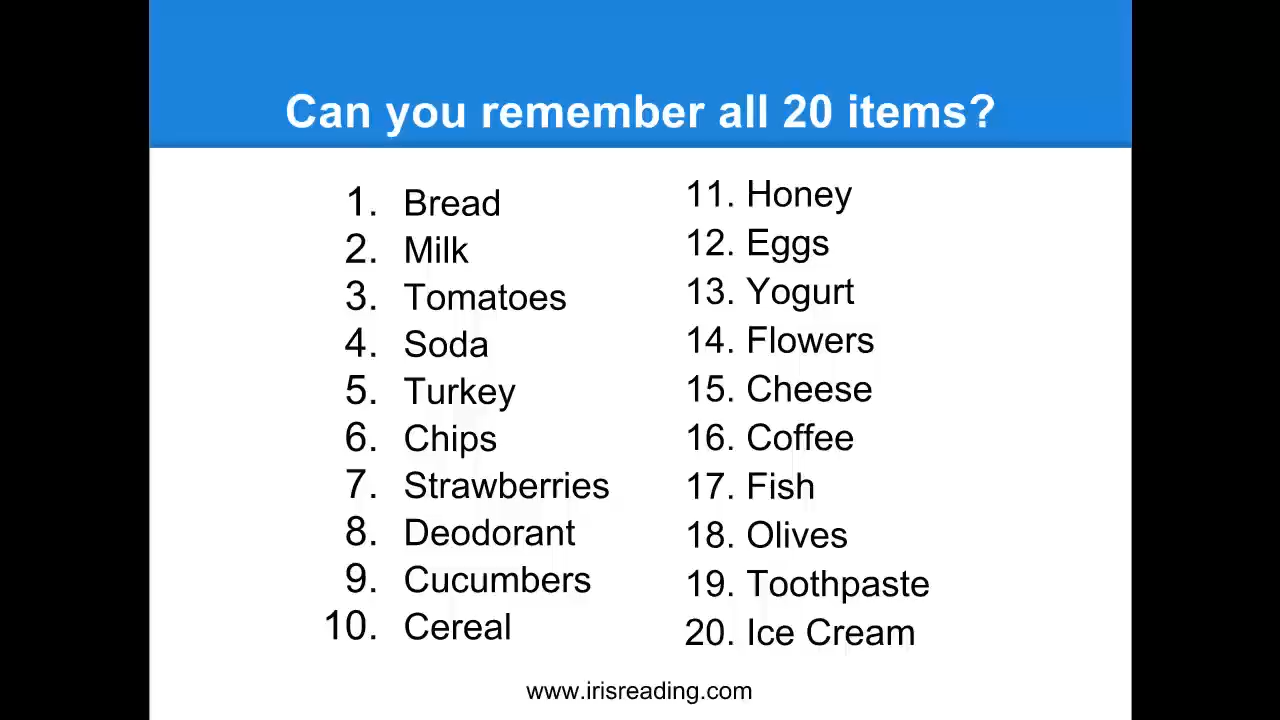 Can you remember all 20 items?
1. Bread
2. Milk
3. Tomatoes
4. Soda
5. Turkey
6. Chips
7. Strawberries
8. Deodorant
9. Cucumbers
10. Cereal
11. Honey
12. Eggs
13. Yogurt
14. Flowers
15. Cheese
16. Coffee
17. Fish
18. Olives
19. Toothpaste
20. Ice Cream
www.irisreading.com